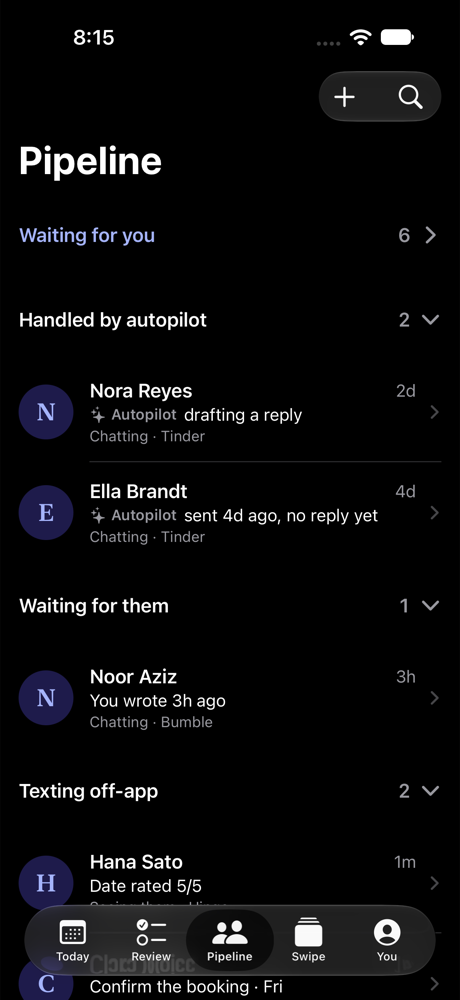 8:15
Pipeline
Waiting for you 6
Handled by autopilot 2
N
Nora Reyes 2d
Autopilot drafting a reply
Chatting · Tinder
E
Ella Brandt 4d
Autopilot sent 4d ago, no reply yet
Chatting · Tinder
Waiting for them 1
N
Noor Aziz 3h
You wrote 3h ago
Chatting · Bumble
Texting off-app 2
H
Hana Sato 1m
Date rated 5/5
C
Confirm the booking · Fri
Today Review Pipeline Swipe You